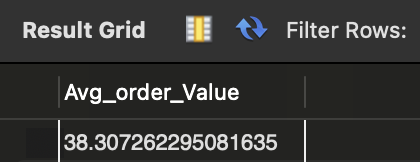 Result Grid Filter Rows:
Avg_order_Value
38.307262295081635